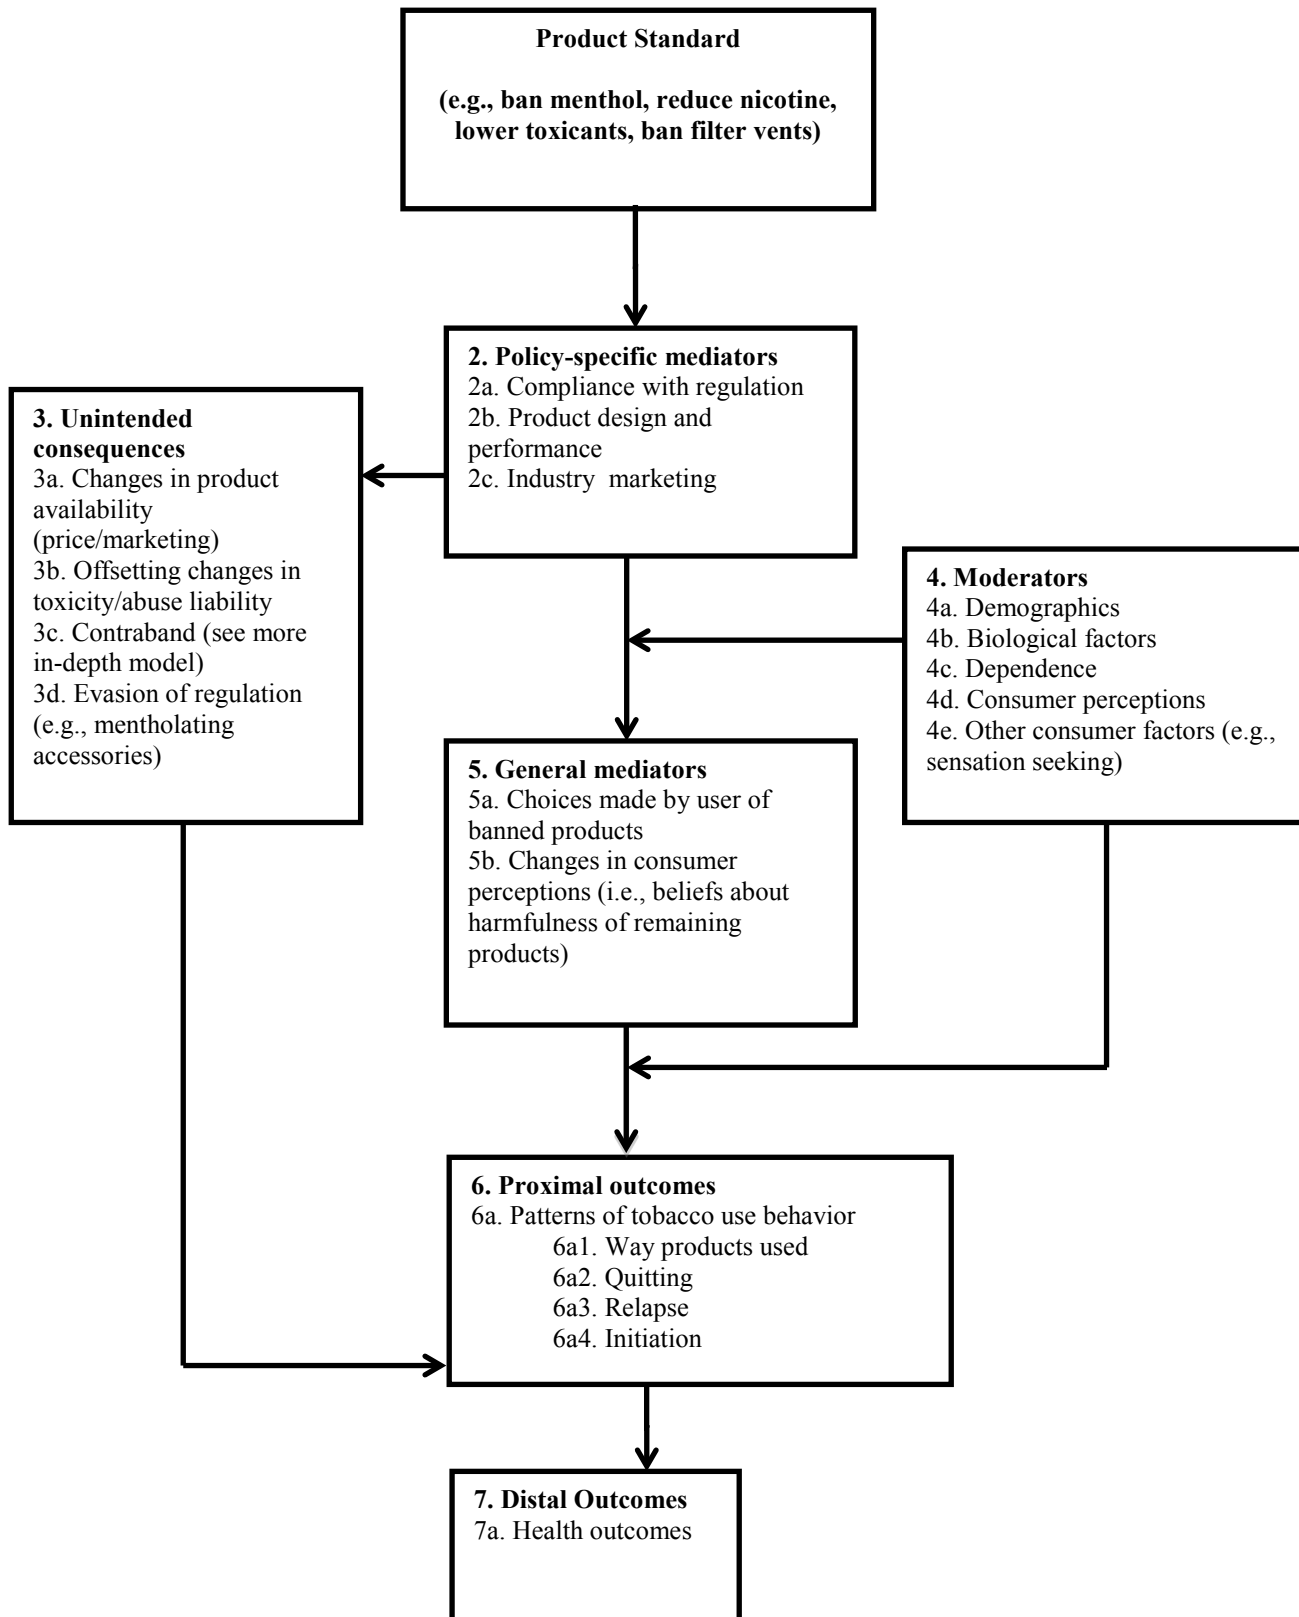 Product Standard
(e.g., ban menthol, reduce nicotine,
lower toxicants, ban filter vents)
2. Policy-specific mediators
2a. Compliance with regulation
2b. Product design and
performance
2c. Industry  marketing
3. Unintended
consequences
3a. Changes in product
availability
(price/marketing)
3b. Offsetting changes in
toxicity/abuse liability
3c. Contraband (see more
in-depth model)
3d. Evasion of regulation
(e.g., mentholating
accessories)
4. Moderators
4a. Demographics
4b. Biological factors
4c. Dependence
4d. Consumer perceptions
4e. Other consumer factors (e.g.,
sensation seeking)
5. General mediators
5a. Choices made by user of
banned products
5b. Changes in consumer
perceptions (i.e., beliefs about
harmfulness of remaining
products)
6. Proximal outcomes
6a. Patterns of tobacco use behavior
6a1. Way products used
6a2. Quitting
6a3. Relapse
6a4. Initiation
7. Distal Outcomes
7a. Health outcomes